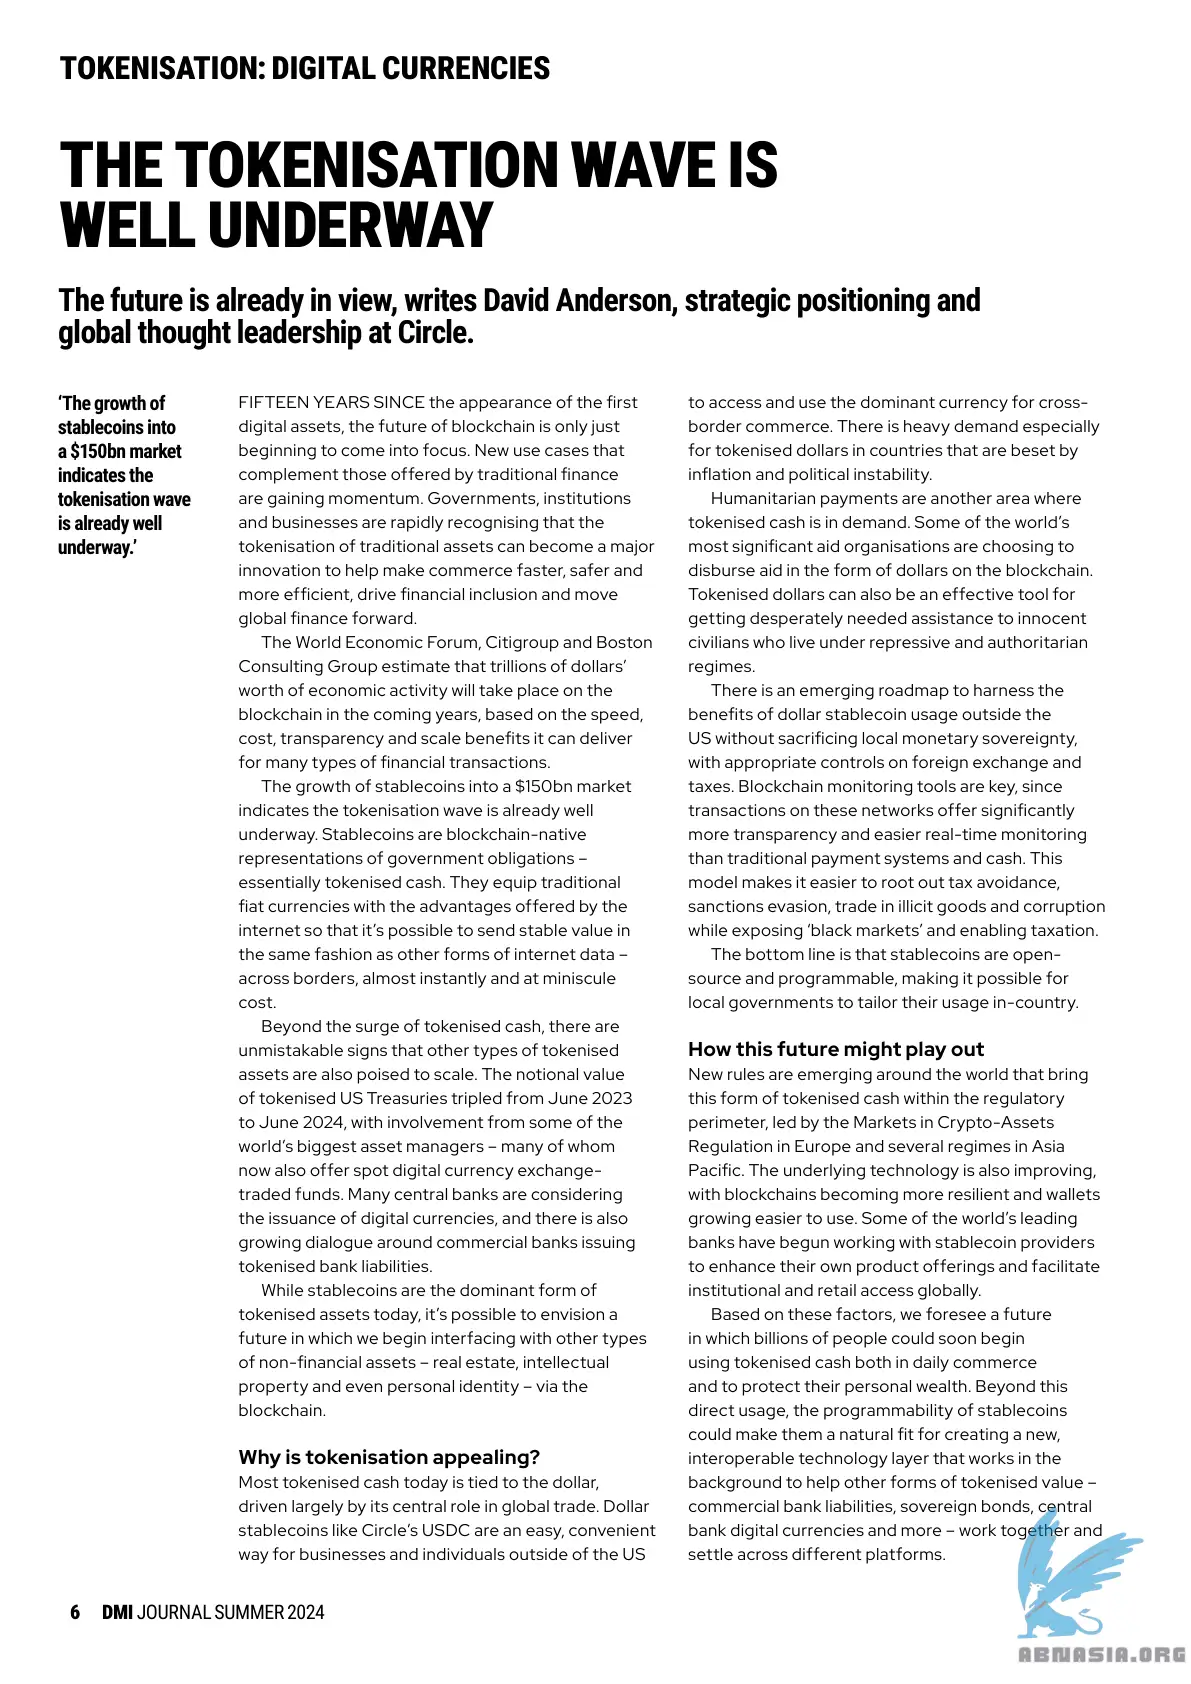 TOKENISATION: DIGITAL CURRENCIES
THE TOKENISATION WAVE IS
WELL UNDERWAY
The future is already in view, writes David Anderson, strategic positioning and
global thought leadership at Circle.
‘The growth of
stablecoins into
a $150bn market
indicates the
tokenisation wave
is already well
underway.’
FIFTEEN YEARS SINCE the appearance of the first
digital assets, the future of blockchain is only just
beginning to come into focus. New use cases that
complement those offered by traditional finance
are gaining momentum. Governments, institutions
and businesses are rapidly recognising that the
tokenisation of traditional assets can become a major
innovation to help make commerce faster, safer and
more efficient, drive financial inclusion and move
global finance forward.
The World Economic Forum, Citigroup and Boston
Consulting Group estimate that trillions of dollars’
worth of economic activity will take place on the
blockchain in the coming years, based on the speed,
cost, transparency and scale benefits it can deliver
for many types of financial transactions.
The growth of stablecoins into a $150bn market
indicates the tokenisation wave is already well
underway. Stablecoins are blockchain-native
representations of government obligations –
essentially tokenised cash. They equip traditional
fiat currencies with the advantages offered by the
internet so that it’s possible to send stable value in
the same fashion as other forms of internet data –
across borders, almost instantly and at miniscule
cost.
Beyond the surge of tokenised cash, there are
unmistakable signs that other types of tokenised
assets are also poised to scale. The notional value
of tokenised US Treasuries tripled from June 2023
to June 2024, with involvement from some of the
world’s biggest asset managers – many of whom
now also offer spot digital currency exchange-
traded funds. Many central banks are considering
the issuance of digital currencies, and there is also
growing dialogue around commercial banks issuing
tokenised bank liabilities.
While stablecoins are the dominant form of
tokenised assets today, it’s possible to envision a
future in which we begin interfacing with other types
of non-financial assets – real estate, intellectual
property and even personal identity – via the
blockchain.
Why is tokenisation appealing?
Most tokenised cash today is tied to the dollar,
driven largely by its central role in global trade. Dollar
stablecoins like Circle’s USDC are an easy, convenient
way for businesses and individuals outside of the US
to access and use the dominant currency for cross-
border commerce. There is heavy demand especially
for tokenised dollars in countries that are beset by
inflation and political instability.
Humanitarian payments are another area where
tokenised cash is in demand. Some of the world’s
most significant aid organisations are choosing to
disburse aid in the form of dollars on the blockchain.
Tokenised dollars can also be an effective tool for
getting desperately needed assistance to innocent
civilians who live under repressive and authoritarian
regimes.
There is an emerging roadmap to harness the
benefits of dollar stablecoin usage outside the
US without sacrificing local monetary sovereignty,
with appropriate controls on foreign exchange and
taxes. Blockchain monitoring tools are key, since
transactions on these networks offer significantly
more transparency and easier real-time monitoring
than traditional payment systems and cash. This
model makes it easier to root out tax avoidance,
sanctions evasion, trade in illicit goods and corruption
while exposing ‘black markets’ and enabling taxation.
The bottom line is that stablecoins are open-
source and programmable, making it possible for
local governments to tailor their usage in-country.
How this future might play out
New rules are emerging around the world that bring
this form of tokenised cash within the regulatory
perimeter, led by the Markets in Crypto-Assets
Regulation in Europe and several regimes in Asia
Pacific. The underlying technology is also improving,
with blockchains becoming more resilient and wallets
growing easier to use. Some of the world’s leading
banks have begun working with stablecoin providers
to enhance their own product offerings and facilitate
institutional and retail access globally.
Based on these factors, we foresee a future
in which billions of people could soon begin
using tokenised cash both in daily commerce
and to protect their personal wealth. Beyond this
direct usage, the programmability of stablecoins
could make them a natural fit for creating a new,
interoperable technology layer that works in the
background to help other forms of tokenised value –
commercial bank liabilities, sovereign bonds, central
bank digital currencies and more – work together and
settle across different platforms.
6 DMI JOURNAL SUMMER 2024
ABNASIA.ORG